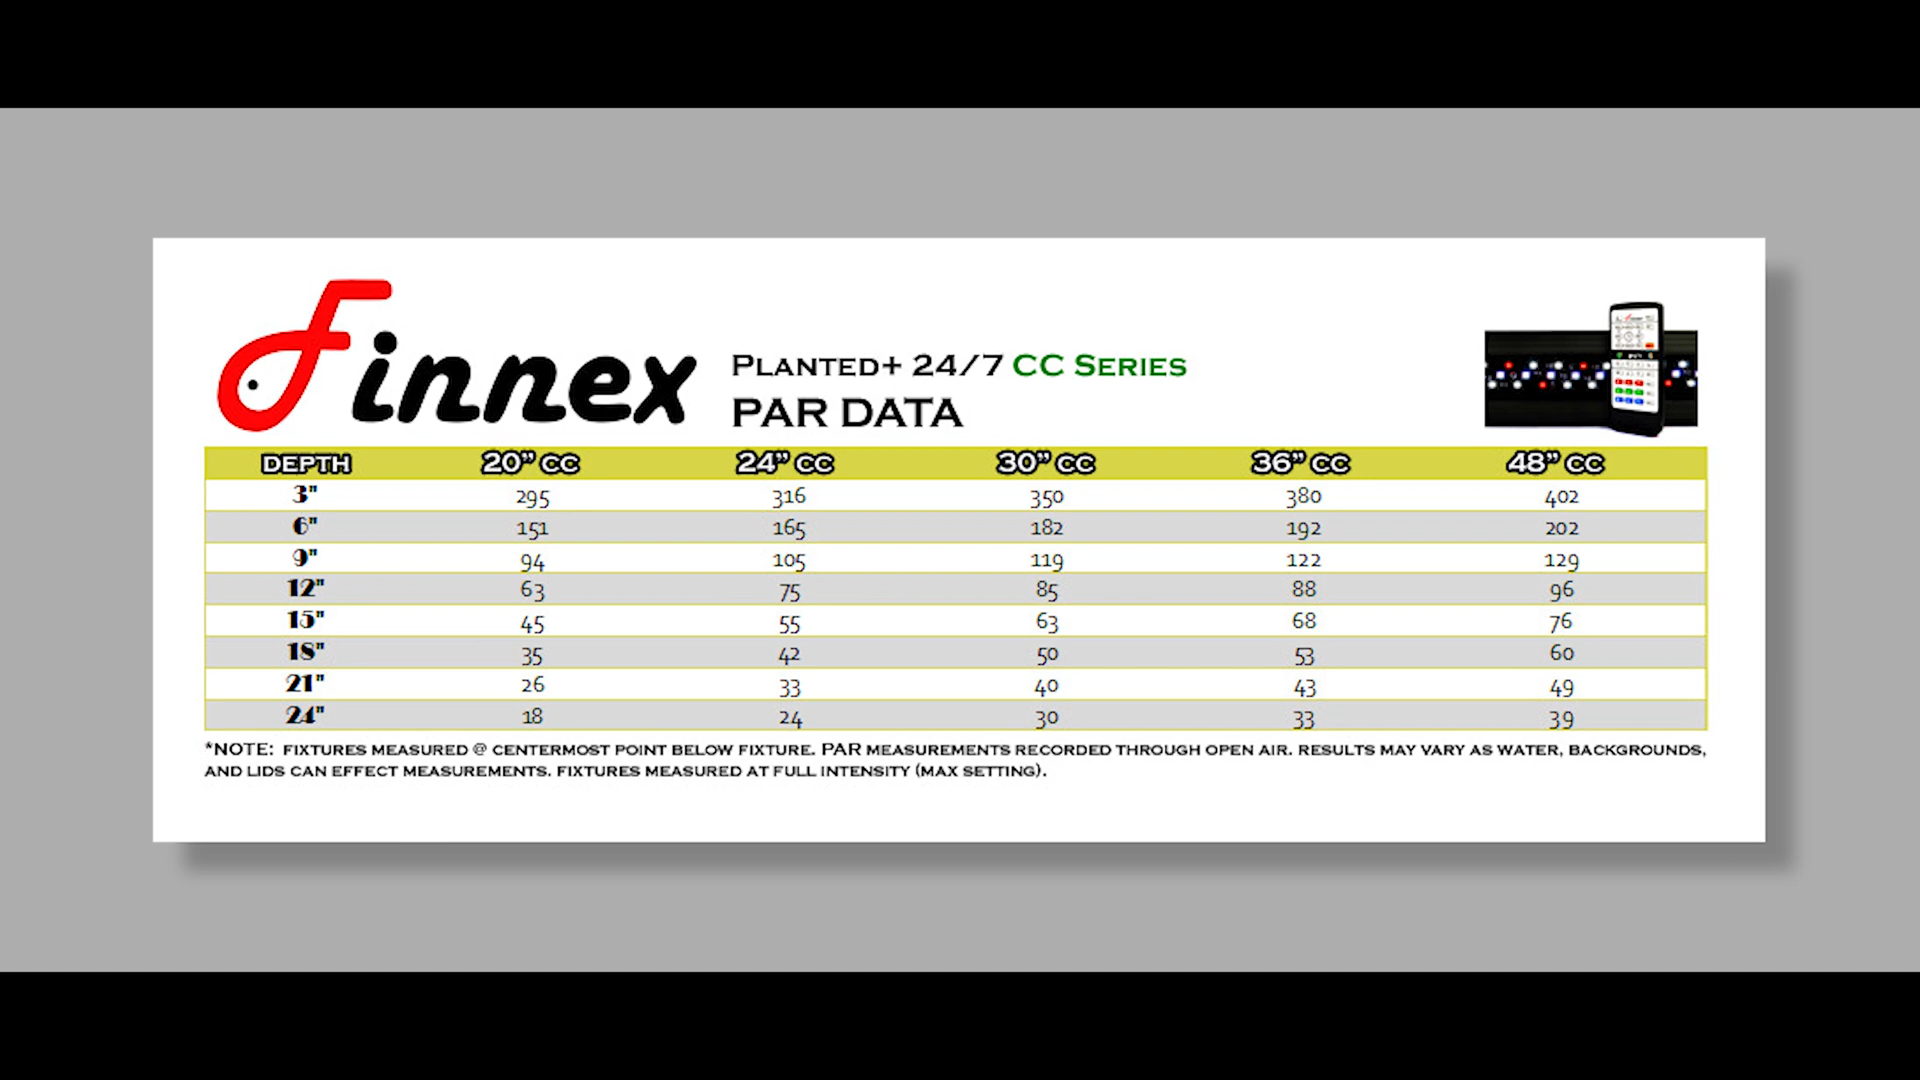 Finnex
PLANTED+ 24/7 CC SERIES
PAR DATA
DEPTH 20” CC 24” CC 30” CC 36” CC 48” CC
3" 295 316 350 380 402
6" 151 165 182 192 202
9" 94 105 119 122 129
12" 63 75 85 88 96
15" 45 55 63 68 76
18" 35 42 50 53 60
21" 26 33 40 43 49
24" 18 24 30 33 39
*NOTE: FIXTURES MEASURED @ CENTERMOST POINT BELOW FIXTURE. PAR MEASUREMENTS RECORDED THROUGH OPEN AIR. RESULTS MAY VARY AS WATER, BACKGROUNDS,
AND LIDS CAN EFFECT MEASUREMENTS. FIXTURES MEASURED AT FULL INTENSITY (MAX SETTING).